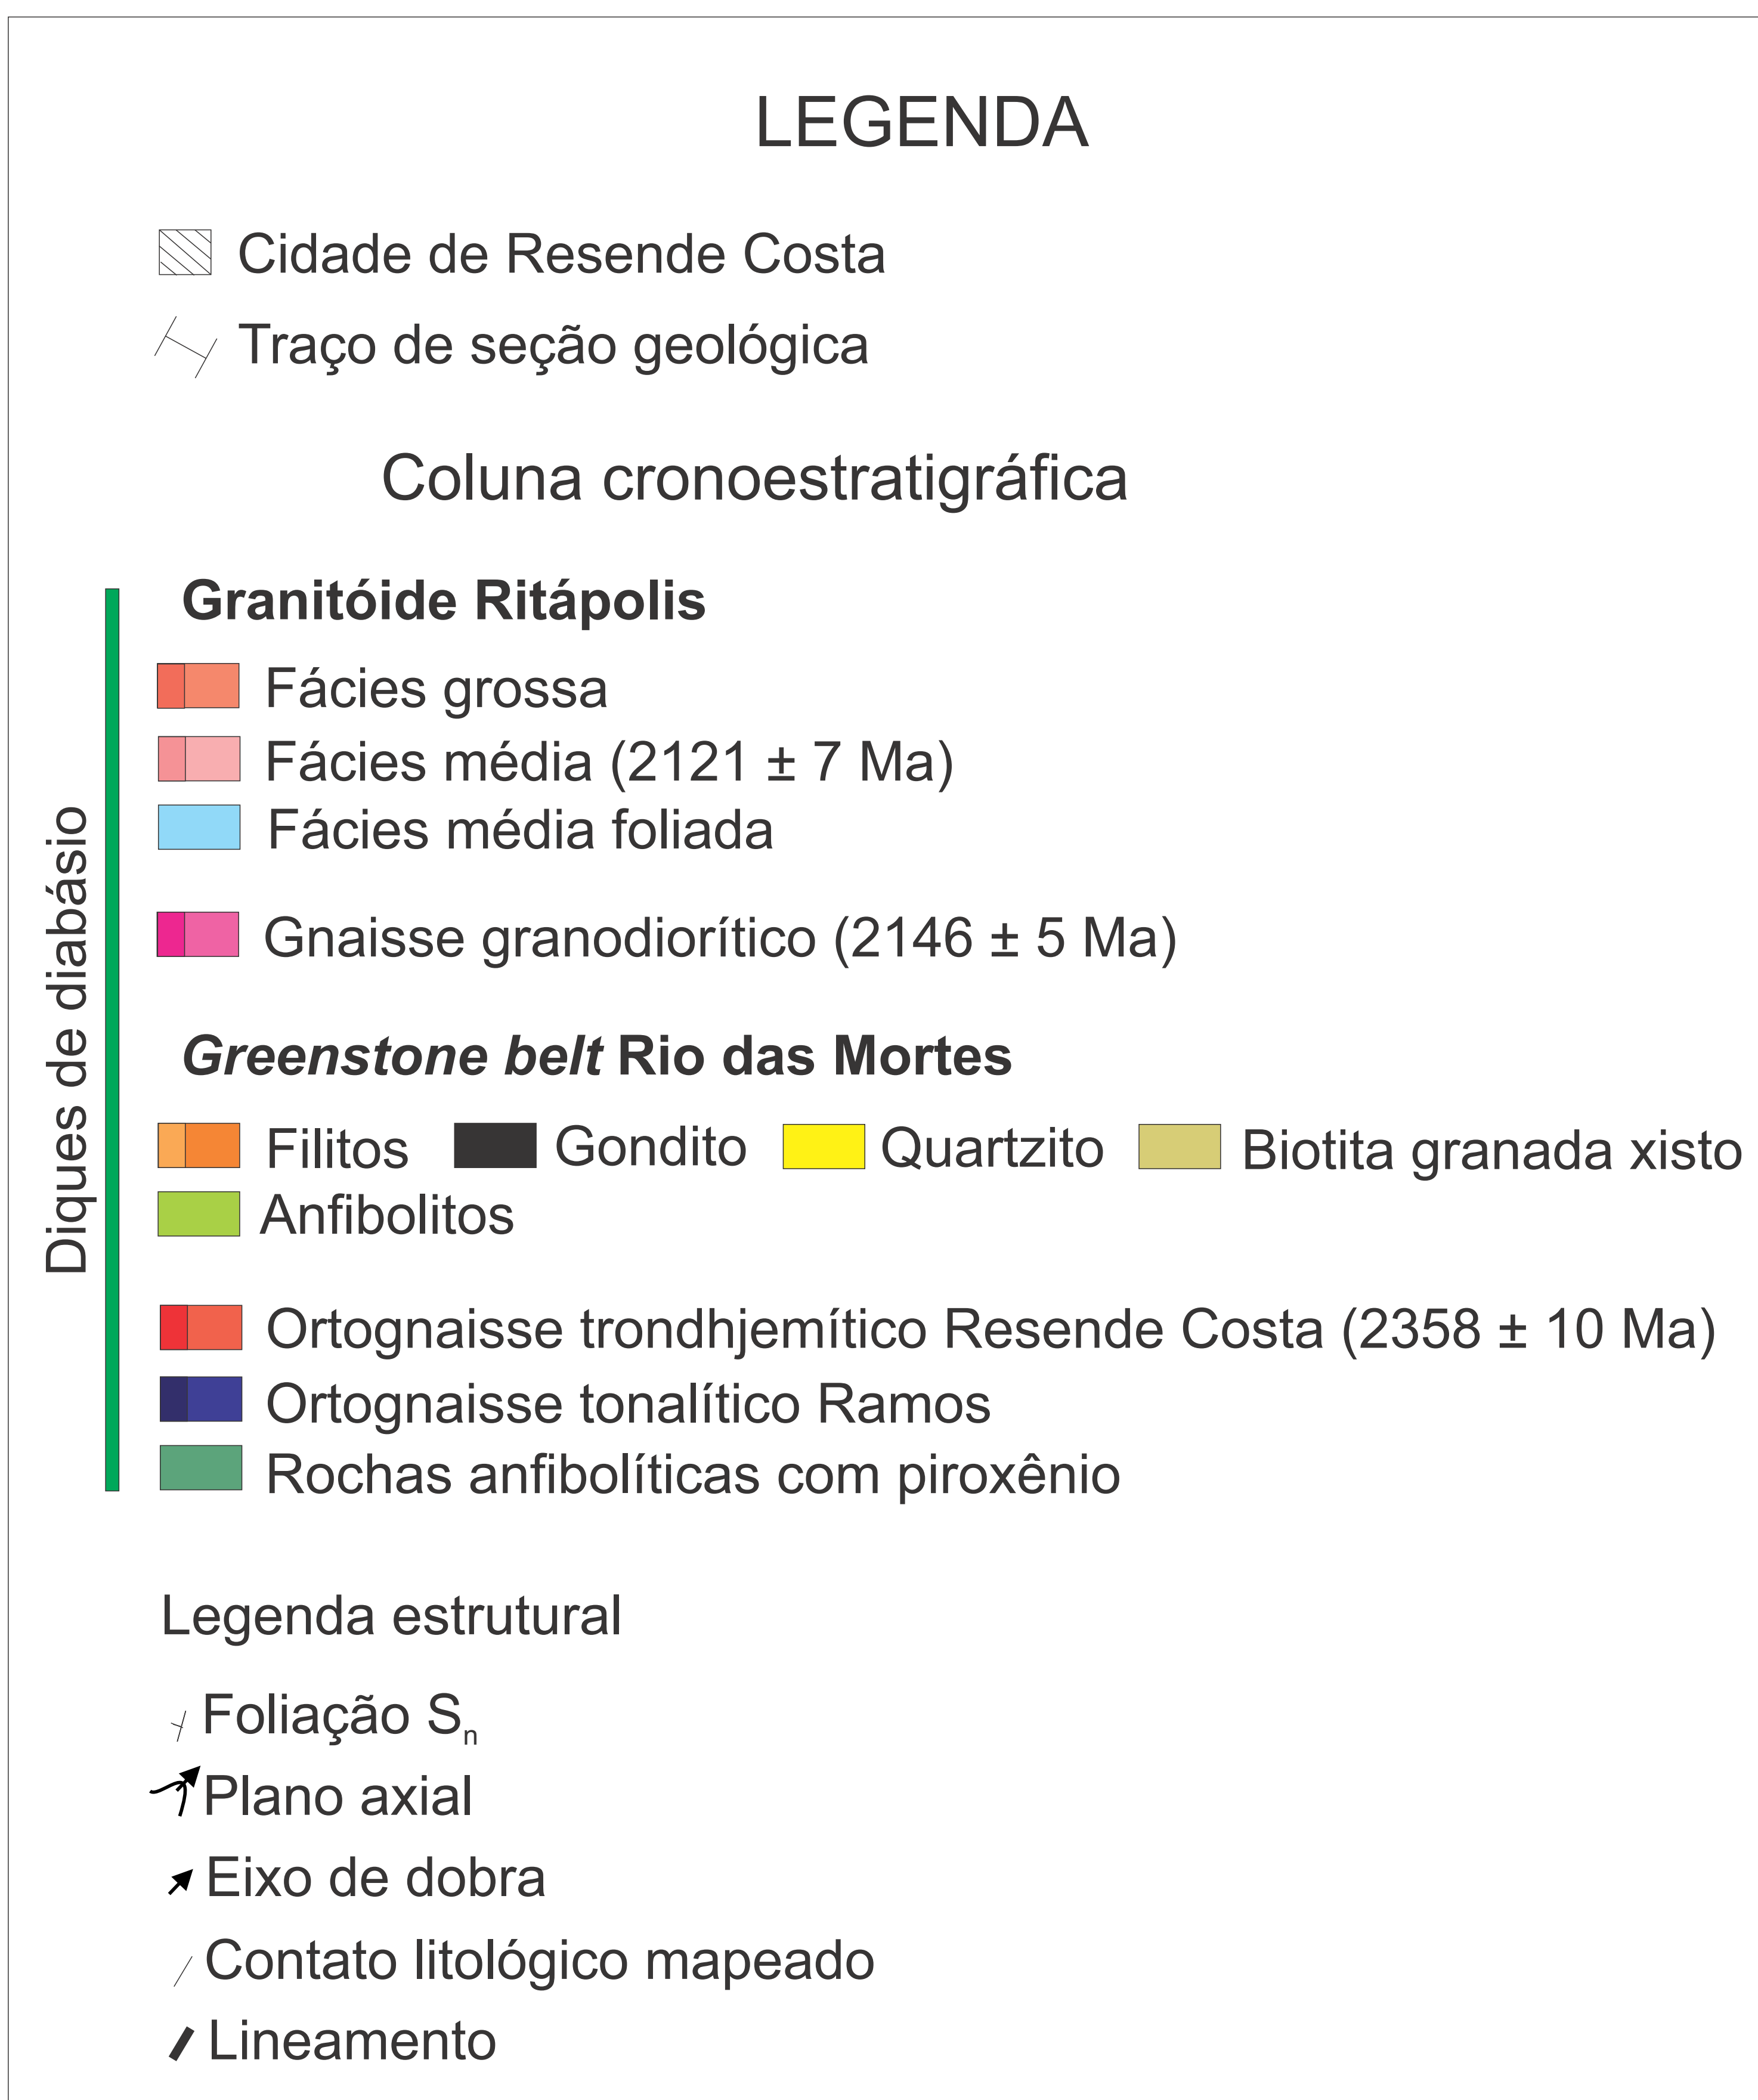 LEGENDA
Cidade de Resende Costa
Traço de seção geológica
Coluna cronoestratigráfica
Diques de diabásio
Granitóide Ritápolis
Fácies grossa
Fácies média (2121 ± 7 Ma)
Fácies média foliada
Gnaisse granodiorítico (2146 ± 5 Ma)
Greenstone belt Rio das Mortes
Filitos Gondito Quartzito Biotita granada xisto
Anfibolitos
Ortognaisse trondhjemítico Resende Costa (2358 ± 10 Ma)
Ortognaisse tonalítico Ramos
Rochas anfibolíticas com piroxênio
Legenda estrutural
Foliação Sn
Plano axial
Eixo de dobra
Contato litológico mapeado
Lineamento